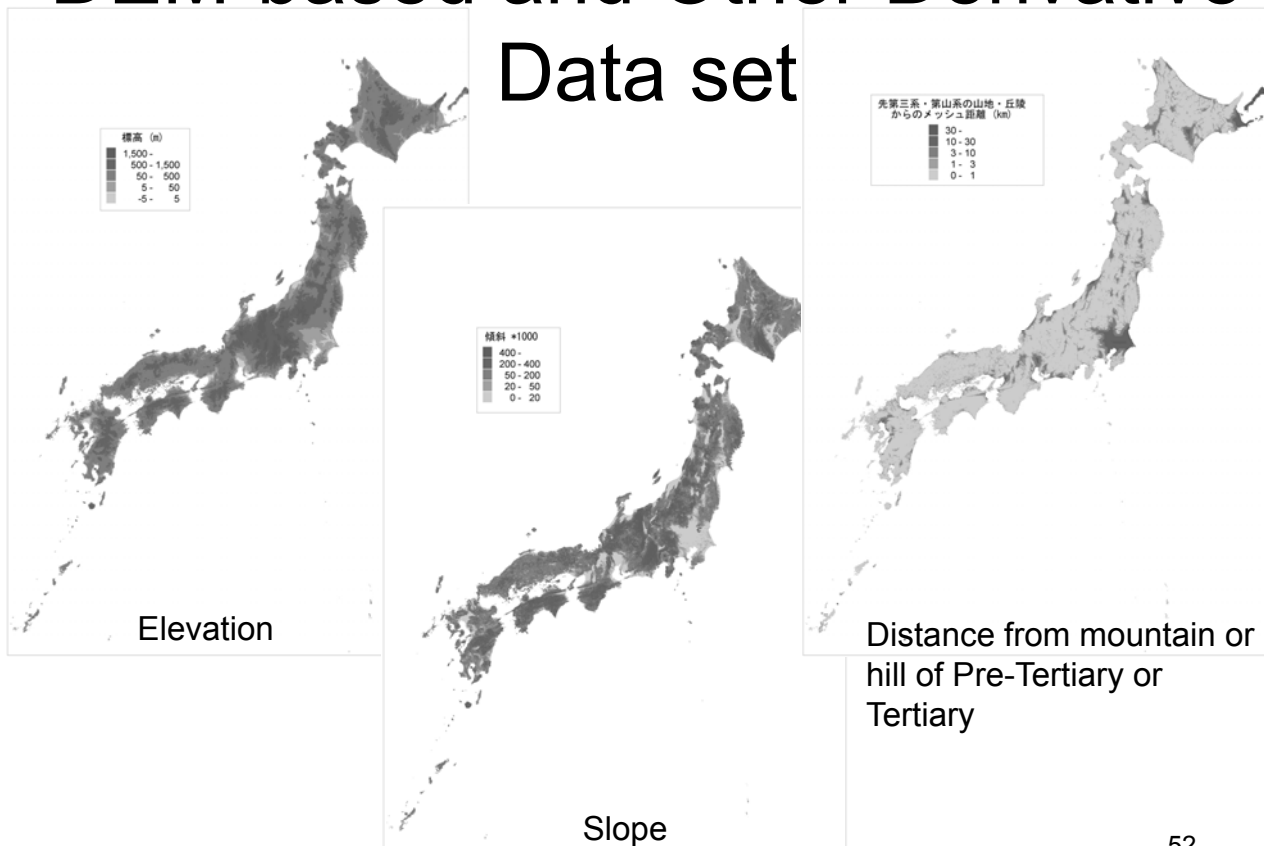 DEM-based and Other Derivative
Data set
標高 (m)
1,500 -
500 - 1,500
50 - 500
5 - 50
-5 - 5
Elevation
傾斜 *1000
400 -
200 - 400
50 - 200
20 - 50
0 - 20
Slope
先第三系・第山系の山地・丘陵
からのメッシュ距離 (km)
30 -
10 - 30
3 - 10
1 - 3
0 - 1
Distance from mountain or
hill of Pre-Tertiary or
Tertiary
52